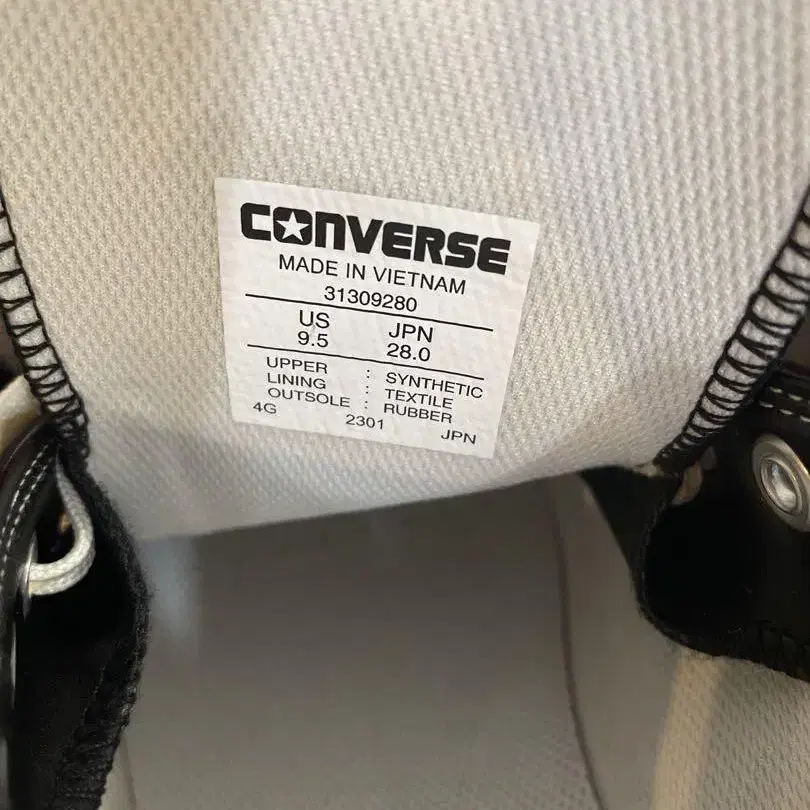 CONVERSE
MADE IN VIETNAM
31309280
US JPN
9.5 28.0
UPPER : SYNTHETIC
LINING : TEXTILE
OUTSOLE : RUBBER
4G 2301 JPN